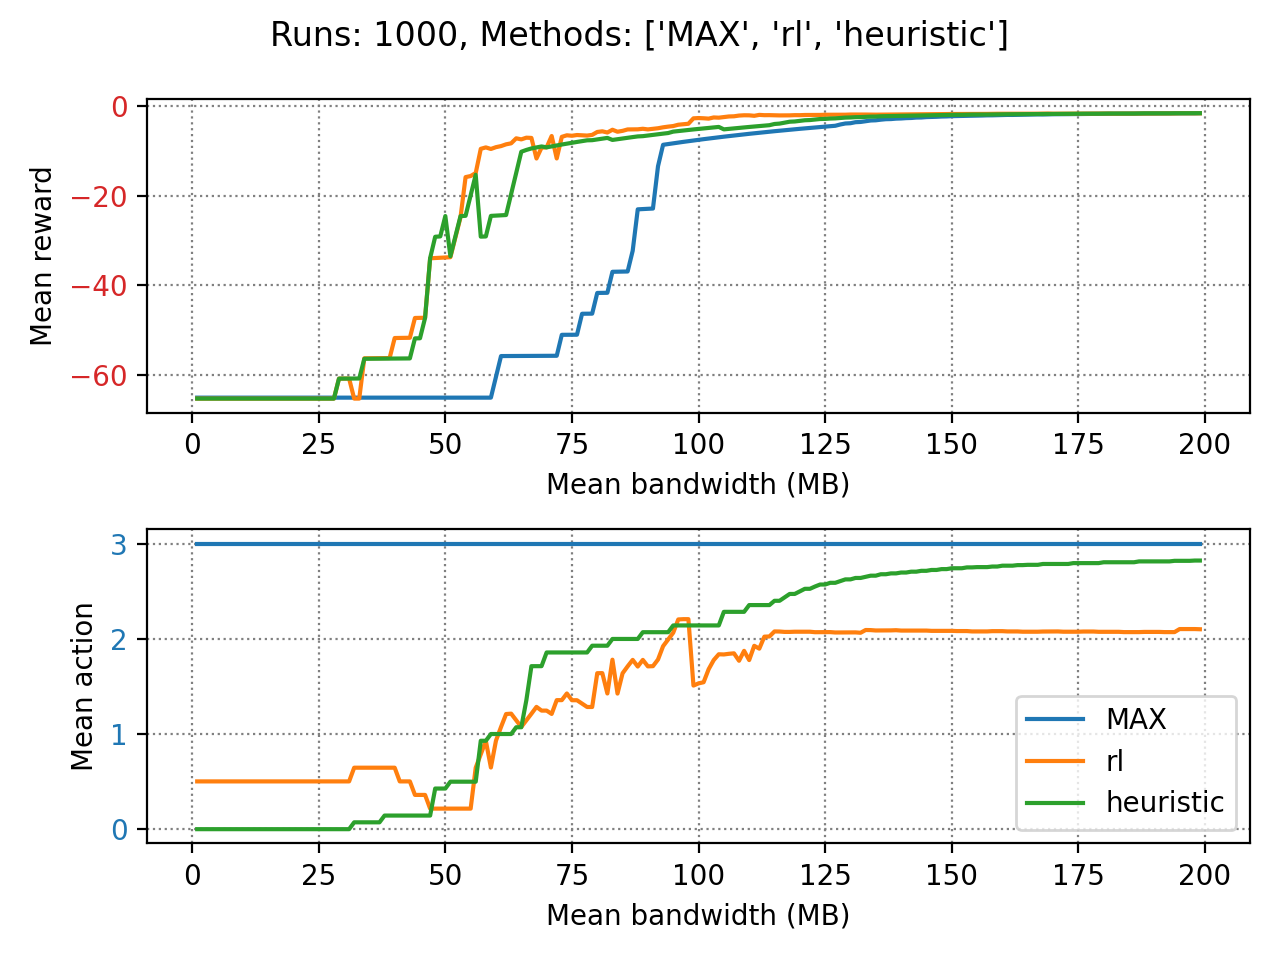 Runs: 1000, Methods: ['MAX', 'rl', 'heuristic']
0
−20
−40
−60
Mean reward
0 25 50 75 100 125 150 175 200
Mean bandwidth (MB)
3
2
1
0
Mean action
MAX
rl
heuristic
0 25 50 75 100 125 150 175 200
Mean bandwidth (MB)